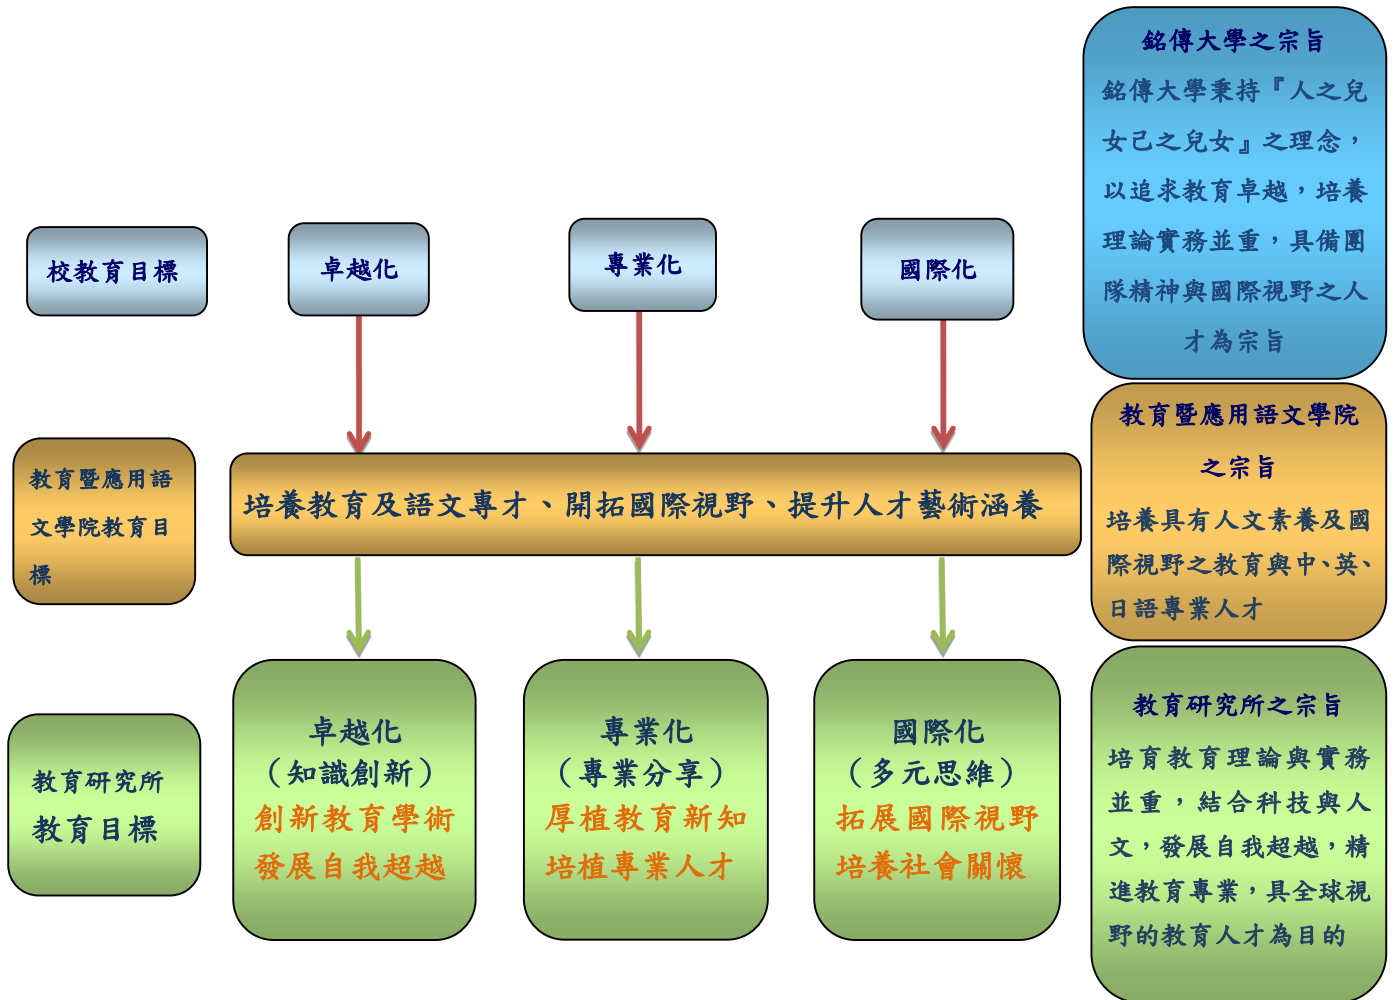 校教育目標
卓越化
專業化
國際化
銘傳大學之宗旨
銘傳大學秉持『人之兒
女己之兒女』之理念，
以追求教育卓越，培養
理論實務並重，具備團
隊精神與國際視野之人
才為宗旨
教育暨應用語
文學院教育目
標
培養教育及語文專才、開拓國際視野、提升人才藝術涵養
教育暨應用語文學院
之宗旨
培養具有人文素養及國
際視野之教育與中、英、
日語專業人才
教育研究所
教育目標
卓越化
（知識創新）
創新教育學術
發展自我超越
專業化
（專業分享）
厚植教育新知
培植專業人才
國際化
（多元思維）
拓展國際視野
培養社會關懷
教育研究所之宗旨
培育教育理論與實務
並重，結合科技與人
文，發展自我超越，精
進教育專業，具全球視
野的教育人才為目的